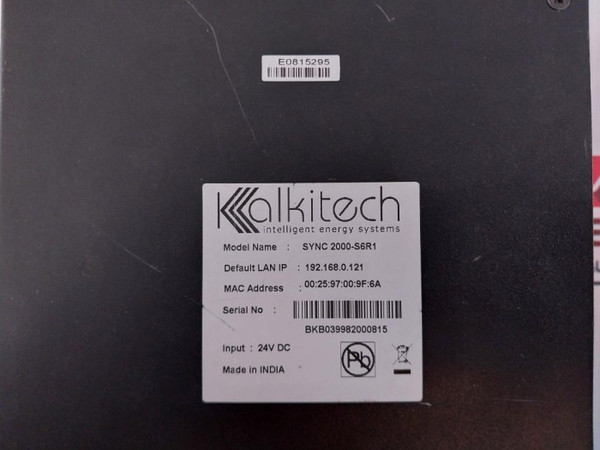 E0815295
Kalkitech
intelligent energy systems
Model Name : SYNC 2000-S6R1
Default LAN IP : 192.168.0.121
MAC Address : 00:25:97:00:9F:6A
Serial No :
BKB039982000815
Input : 24V DC
Pb
Made in INDIA